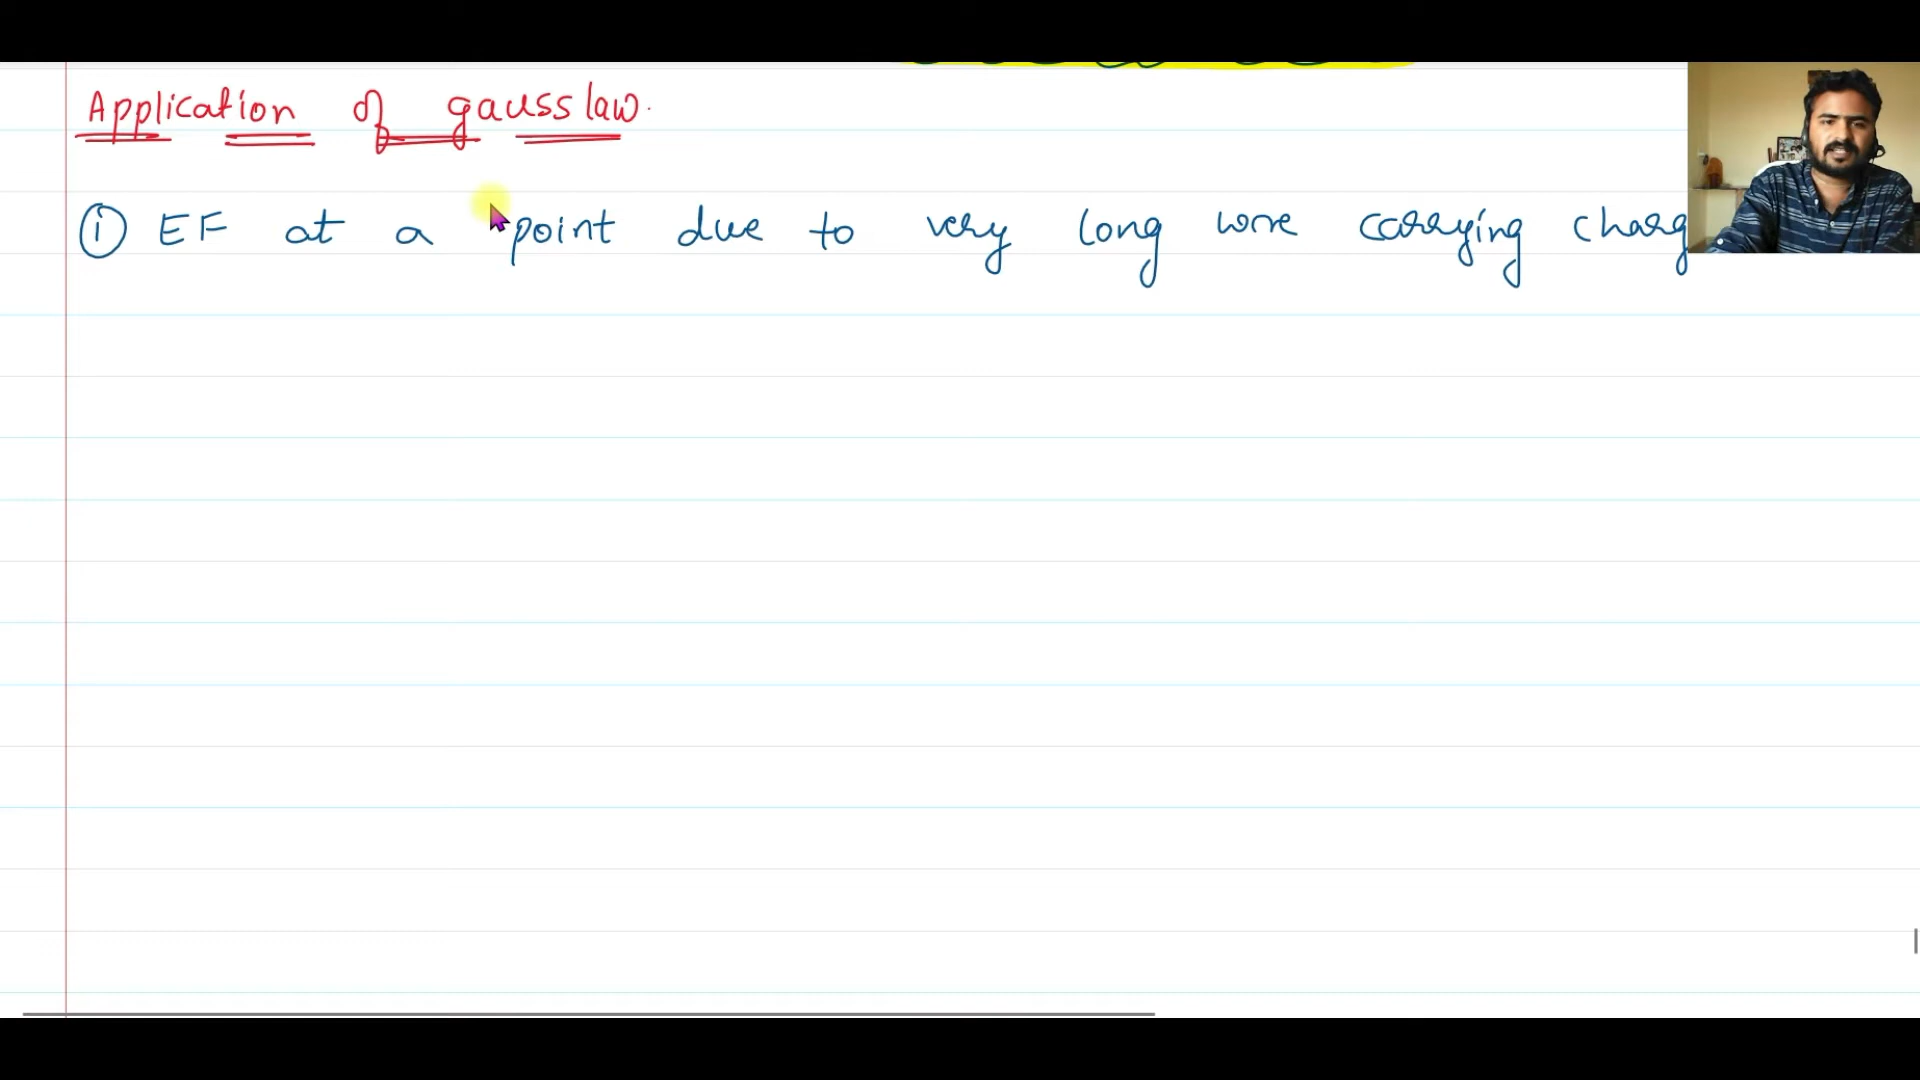 Application of gauss law.
① EF at a point due to very long wire carrying charg